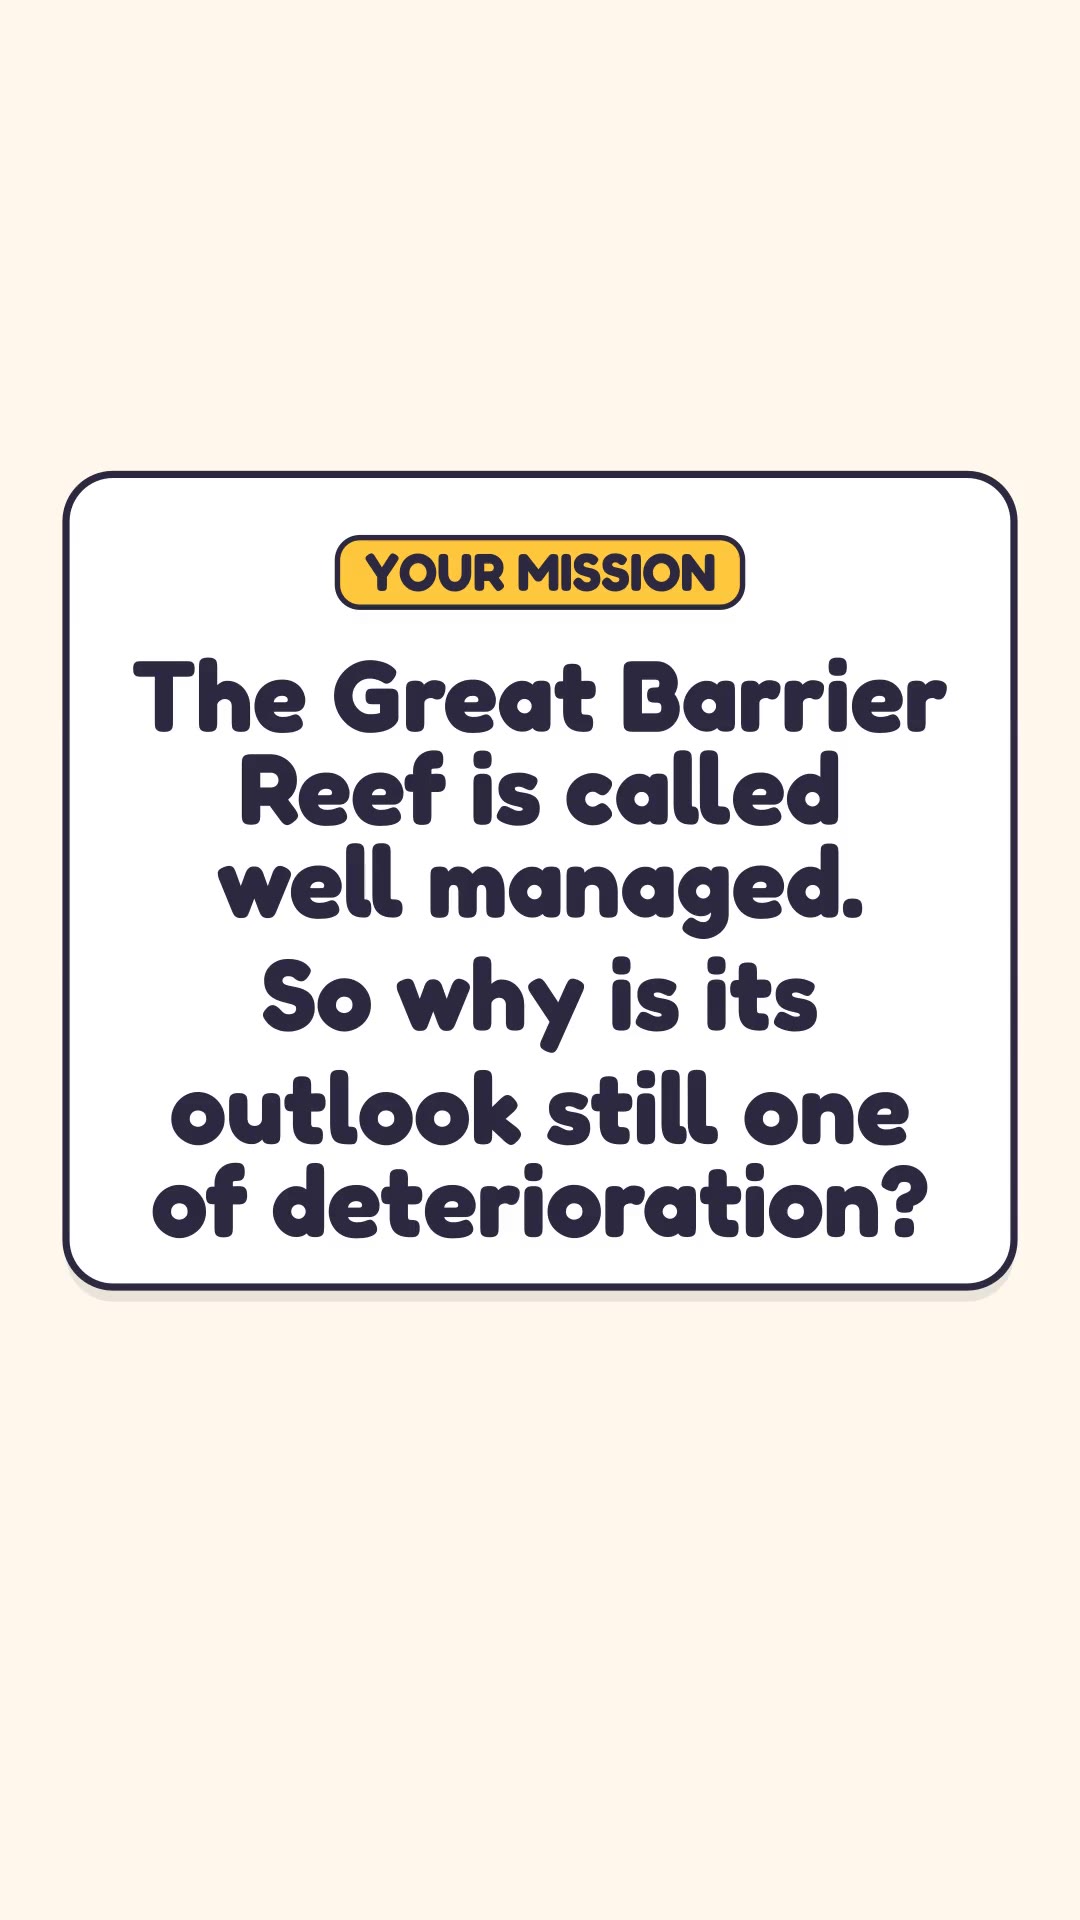 YOUR MISSION
The Great Barrier
Reef is called
well managed.
So why is its
outlook still one
of deterioration?